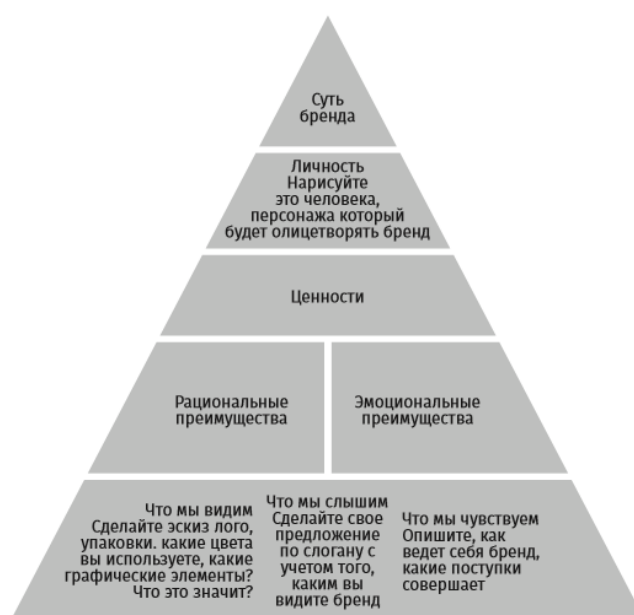 Суть
бренда
Личность
Нарисуйте
это человека,
персонажа который
будет олицетворять бренд
Ценности
Рациональные
преимущества
Эмоциональные
преимущества
Что мы видим
Сделайте эскиз лого,
упаковки. какие цвета
вы используете, какие
графические элементы?
Что это значит?
Что мы слышим
Сделайте свое
предложение
по слогану с
учетом того,
каким вы
видите бренд
Что мы чувствуем
Опишите, как
ведет себя бренд,
какие поступки
совершает